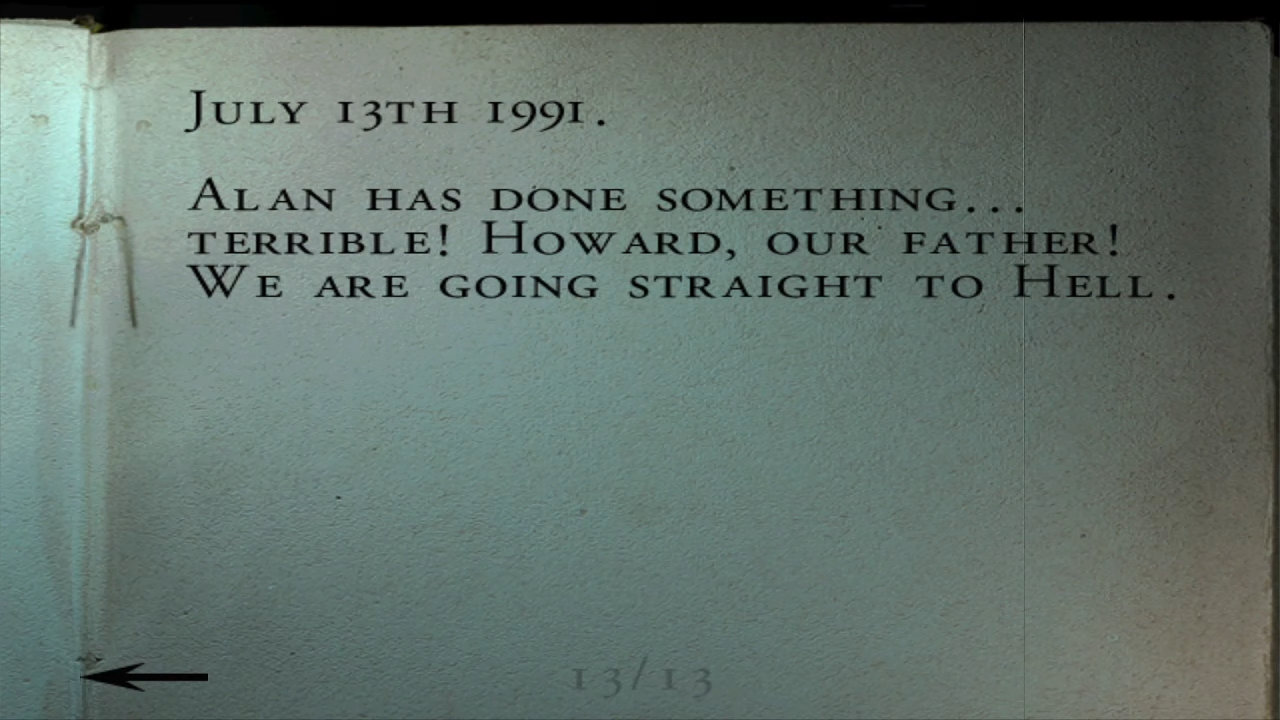 July 13th 1991.
Alan has done something...
terrible! Howard, our father!
We are going straight to Hell.
13/13